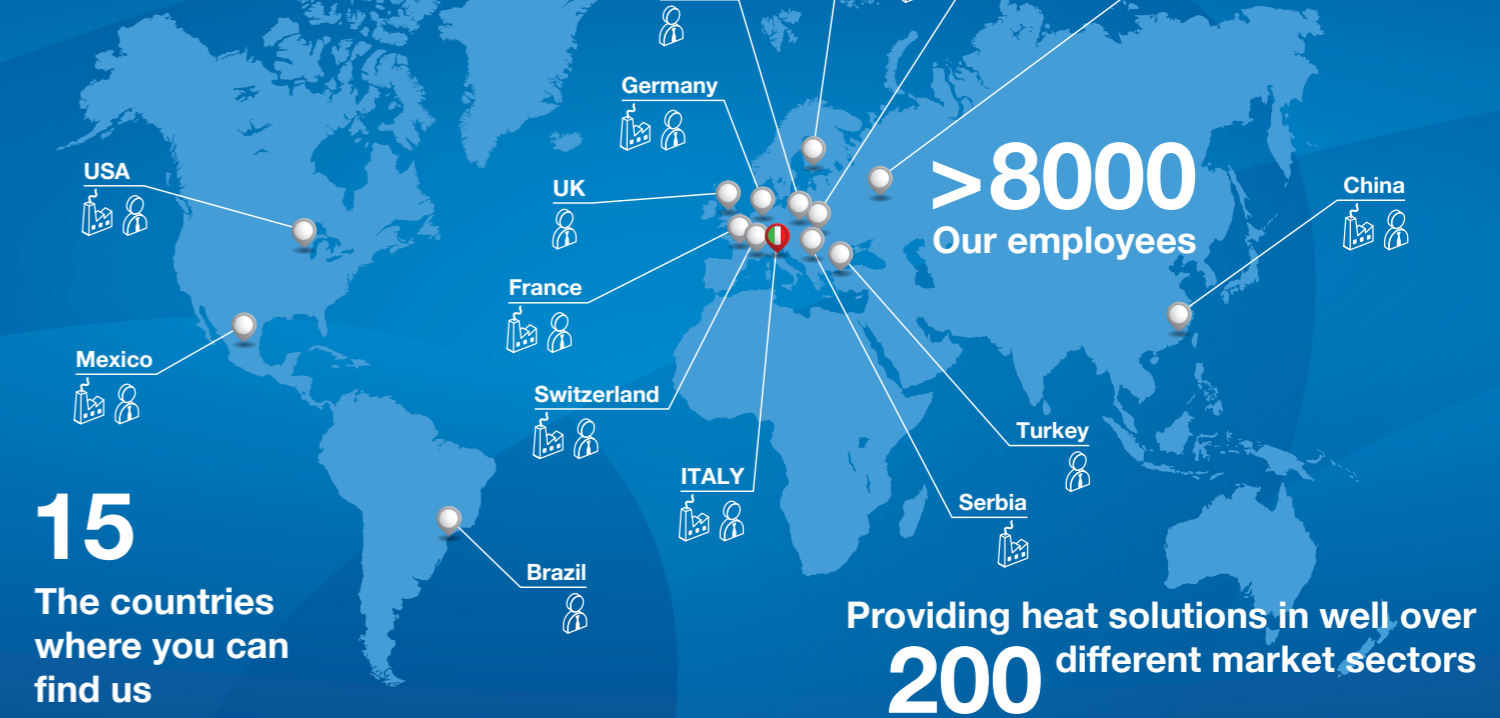 Germany
USA
UK
>8000
Our employees
China
France
Mexico
Switzerland
Turkey
ITALY
Serbia
15
The countries
where you can
find us
Brazil
Providing heat solutions in well over
200 different market sectors